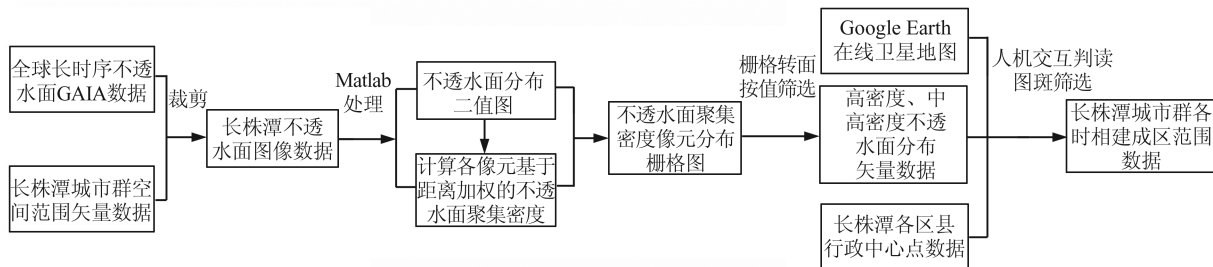 全球长时序不透
水面GAIA数据
长株潭城市群空
间范围矢量数据
裁剪
长株潭不透
水面图像数据
Matlab
处理
不透水面分布
二值图
计算各像元基于
距离加权的不透
水面聚集密度
不透水面聚集
密度像元分布
栅格图
栅格转面
按值筛选
Google Earth
在线卫星地图
高密度、中
高密度不透
水面分布
矢量数据
长株潭各区县
行政中心点数据
人机交互判读
图斑筛选
长株潭城市群各
时相建成区范围
数据